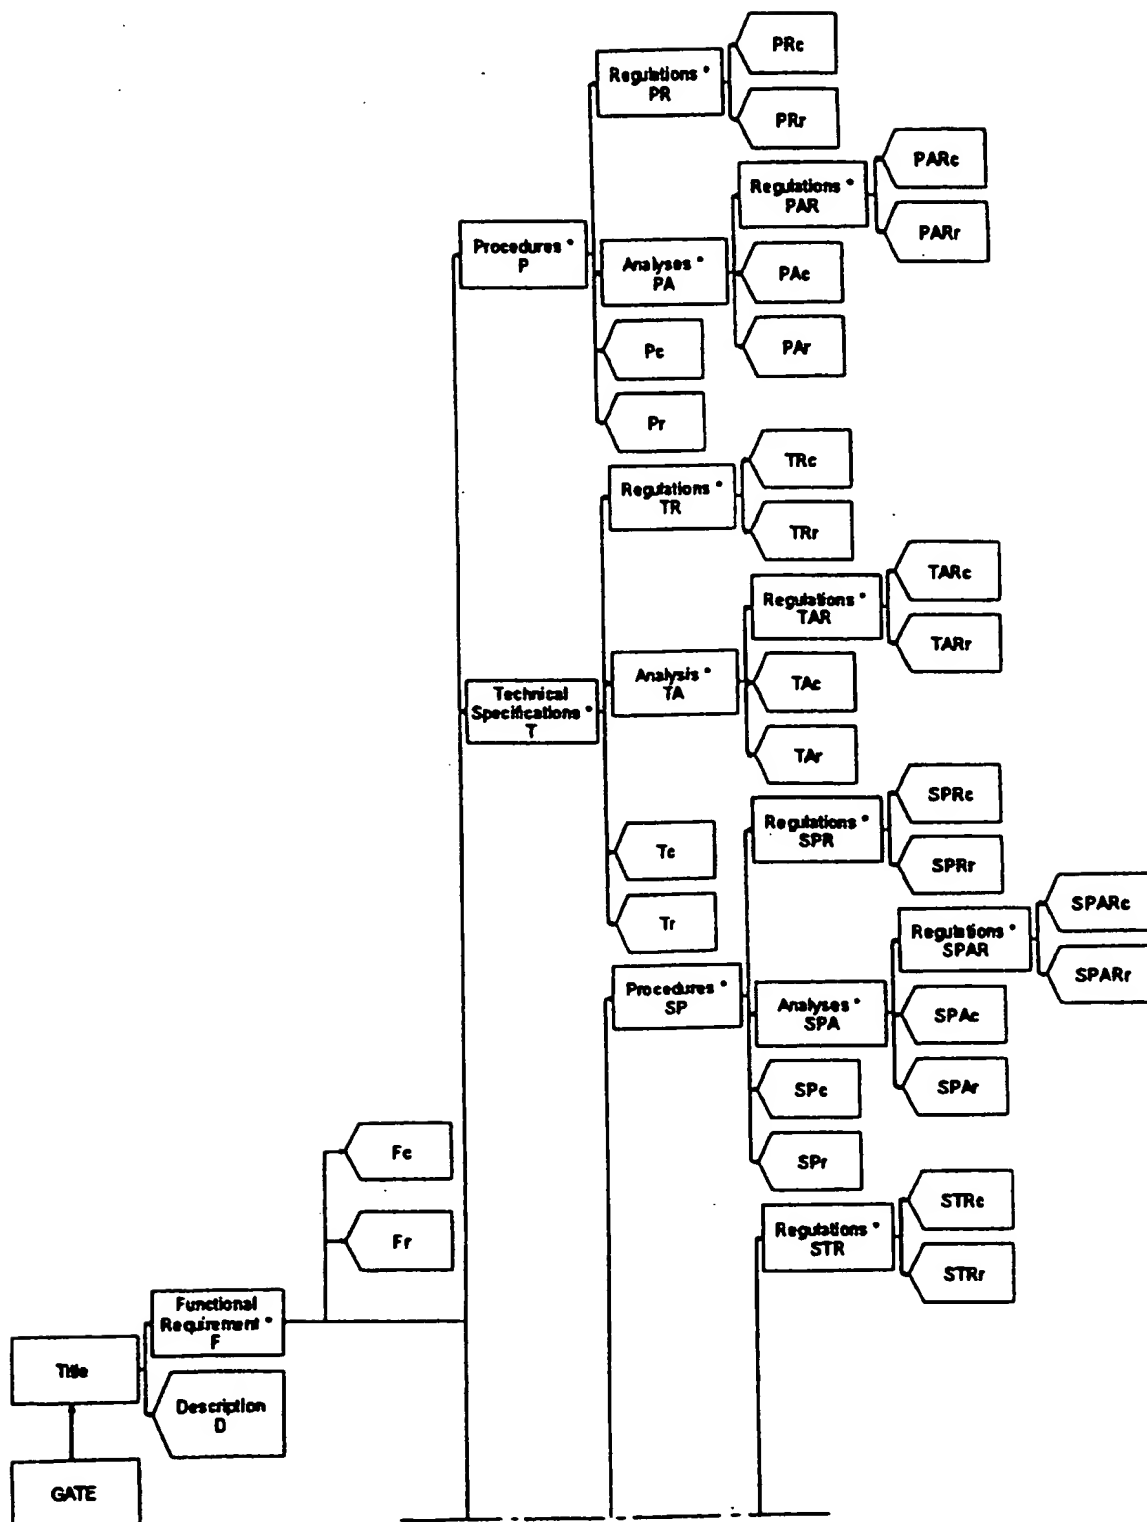 PRc
Regulations *
PR
PRr
PARc
Regulations *
PAR
PARr
Procedures *
P
Analyses *
PA
PAc
PAr
Pc
Pr
TRc
Regulations *
TR
TRr
TARc
Regulations *
TAR
TARr
Analysis *
TA
TAc
Technical
Specifications *
T
TAr
SPRc
Regulations *
SPR
SPRr
Tc
Tr
SPARc
Regulations *
SPAR
SPARr
Procedures *
SP
Analyses *
SPA
SPAc
SPAr
SPc
SPr
Fc
Fr
STRc
Regulations *
STR
STRr
Functional
Requirement *
F
Title
Description
D
GATE